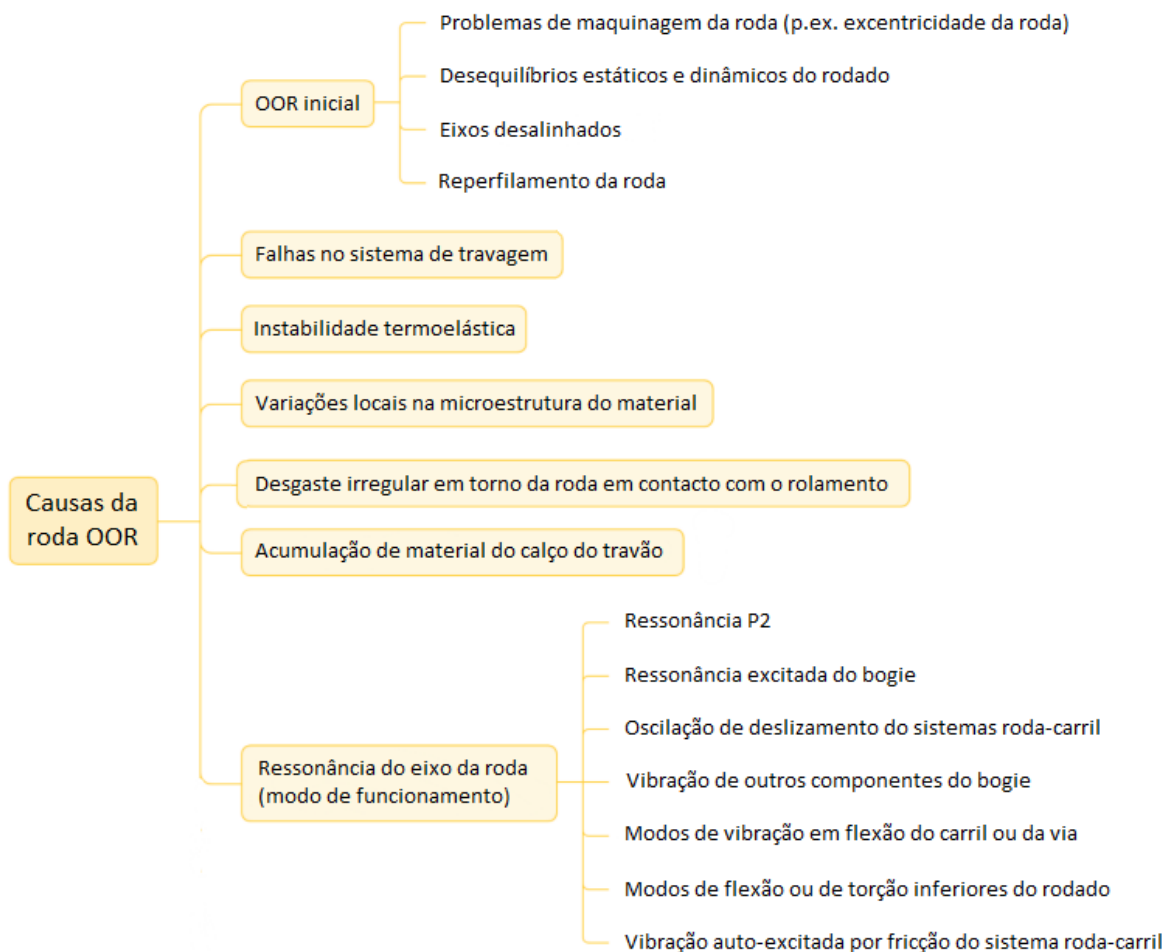 Causas da
roda OOR
OOR inicial
Problemas de maquinagem da roda (p.ex. excentricidade da roda)
Desequilíbrios estáticos e dinâmicos do rodado
Eixos desalinhados
Reperfilamento da roda
Falhas no sistema de travagem
Instabilidade termoelástica
Variações locais na microestrutura do material
Desgaste irregular em torno da roda em contacto com o rolamento
Acumulação de material do calço do travão
Ressonância do eixo da roda
(modo de funcionamento)
Ressonância P2
Ressonância excitada do bogie
Oscilação de deslizamento do sistemas roda-carril
Vibração de outros componentes do bogie
Modos de vibração em flexão do carril ou da via
Modos de flexão ou de torção inferiores do rodado
Vibração auto-excitada por fricção do sistema roda-carril